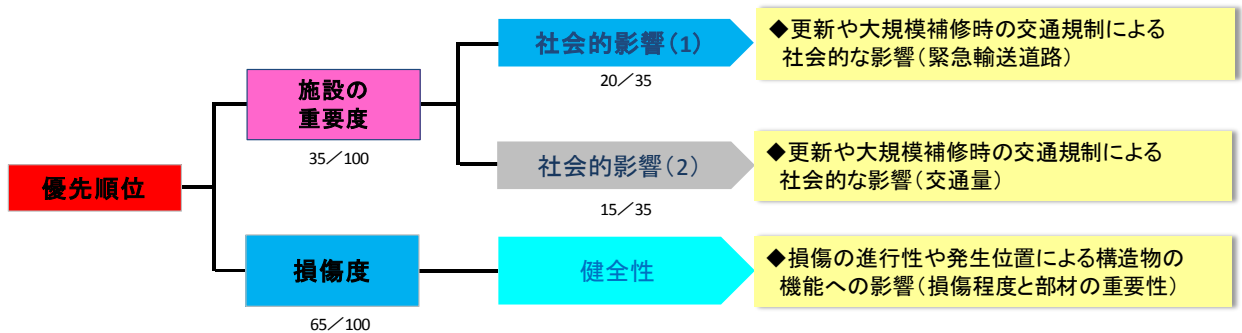 優先順位
施設の
重要度
35／100
損傷度
65／100
社会的影響（1）
20／35
社会的影響（2）
15／35
健全性
◆更新や大規模補修時の交通規制による
社会的な影響（緊急輸送道路）
◆更新や大規模補修時の交通規制による
社会的な影響（交通量）
◆損傷の進行性や発生位置による構造物の
機能への影響（損傷程度と部材の重要性）